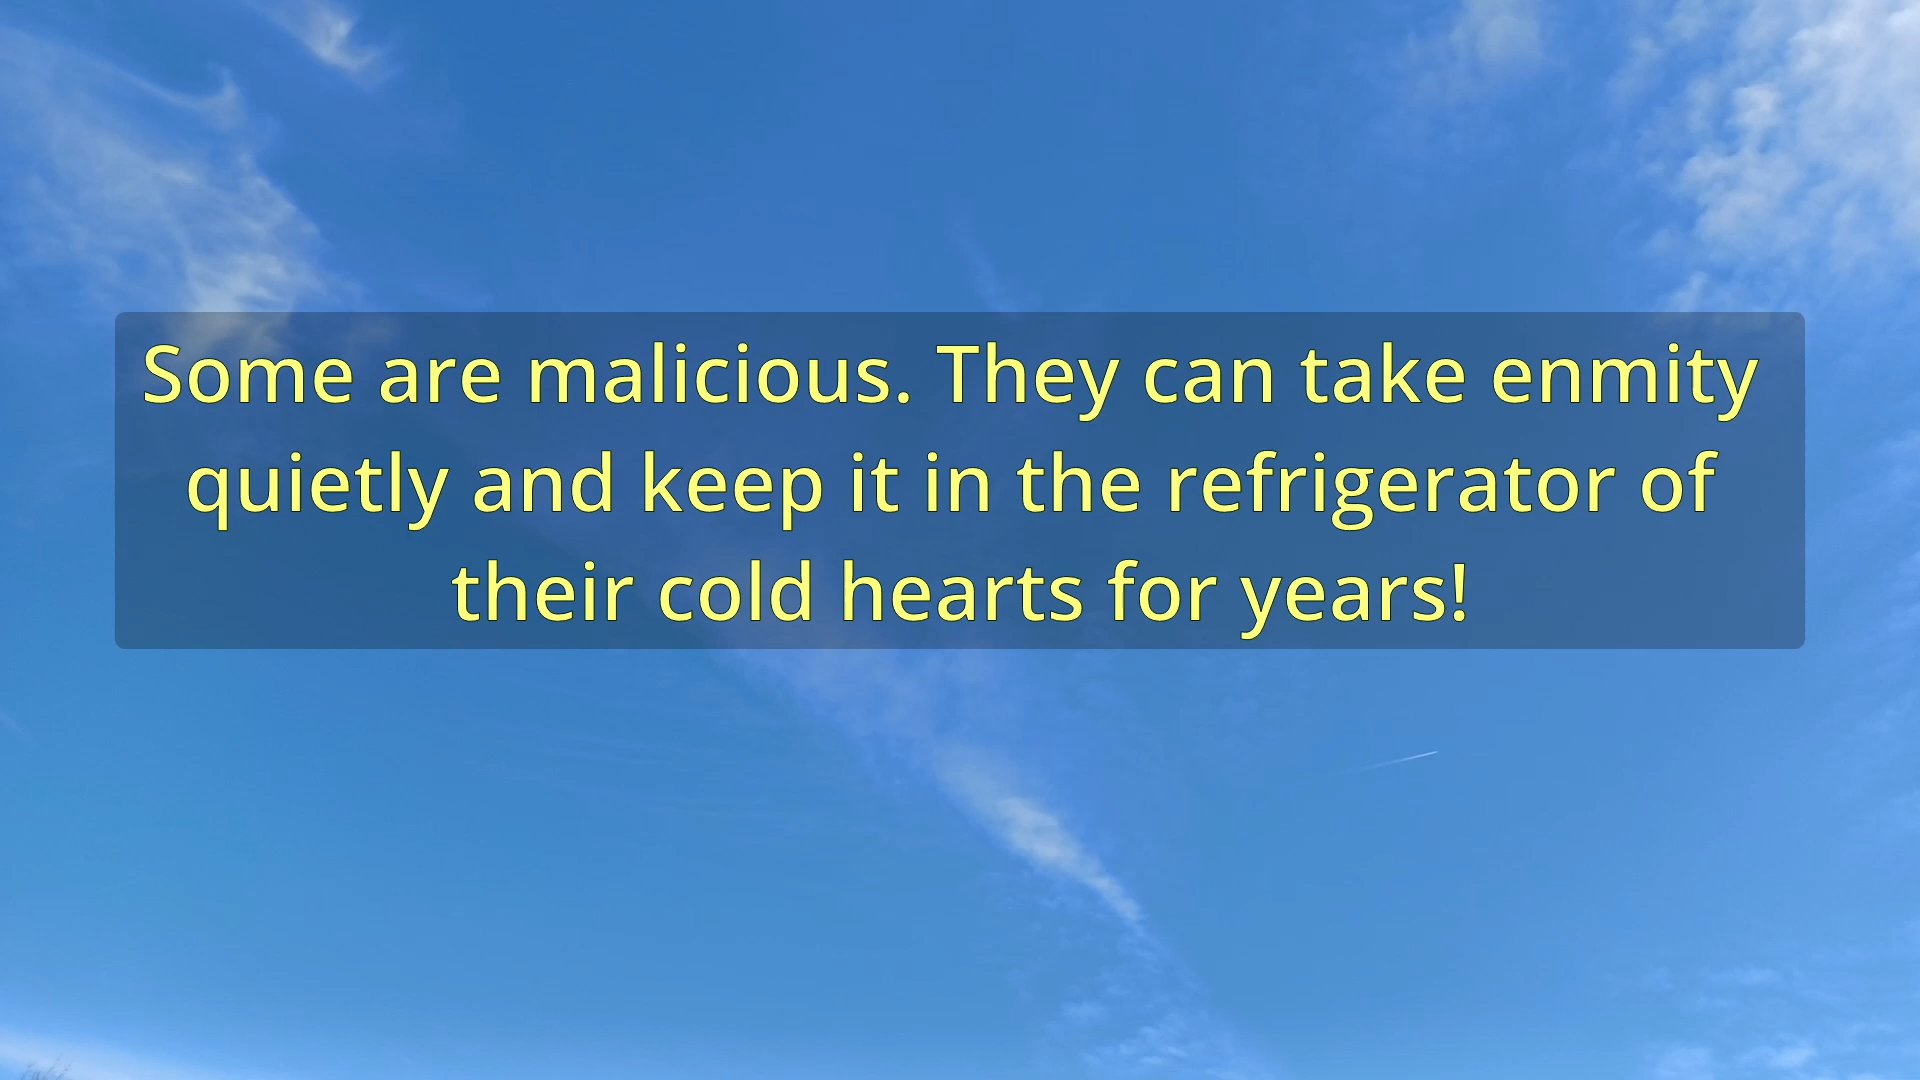 Some are malicious. They can take enmity
quietly and keep it in the refrigerator of
their cold hearts for years!